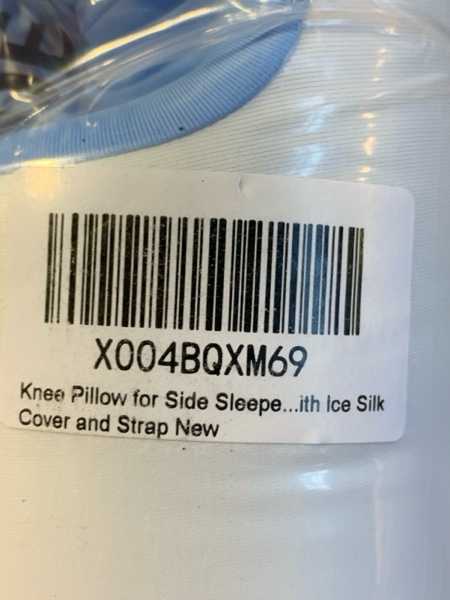 X004BQXM69
Knee Pillow for Side Sleepe...ith Ice Silk
Cover and Strap New